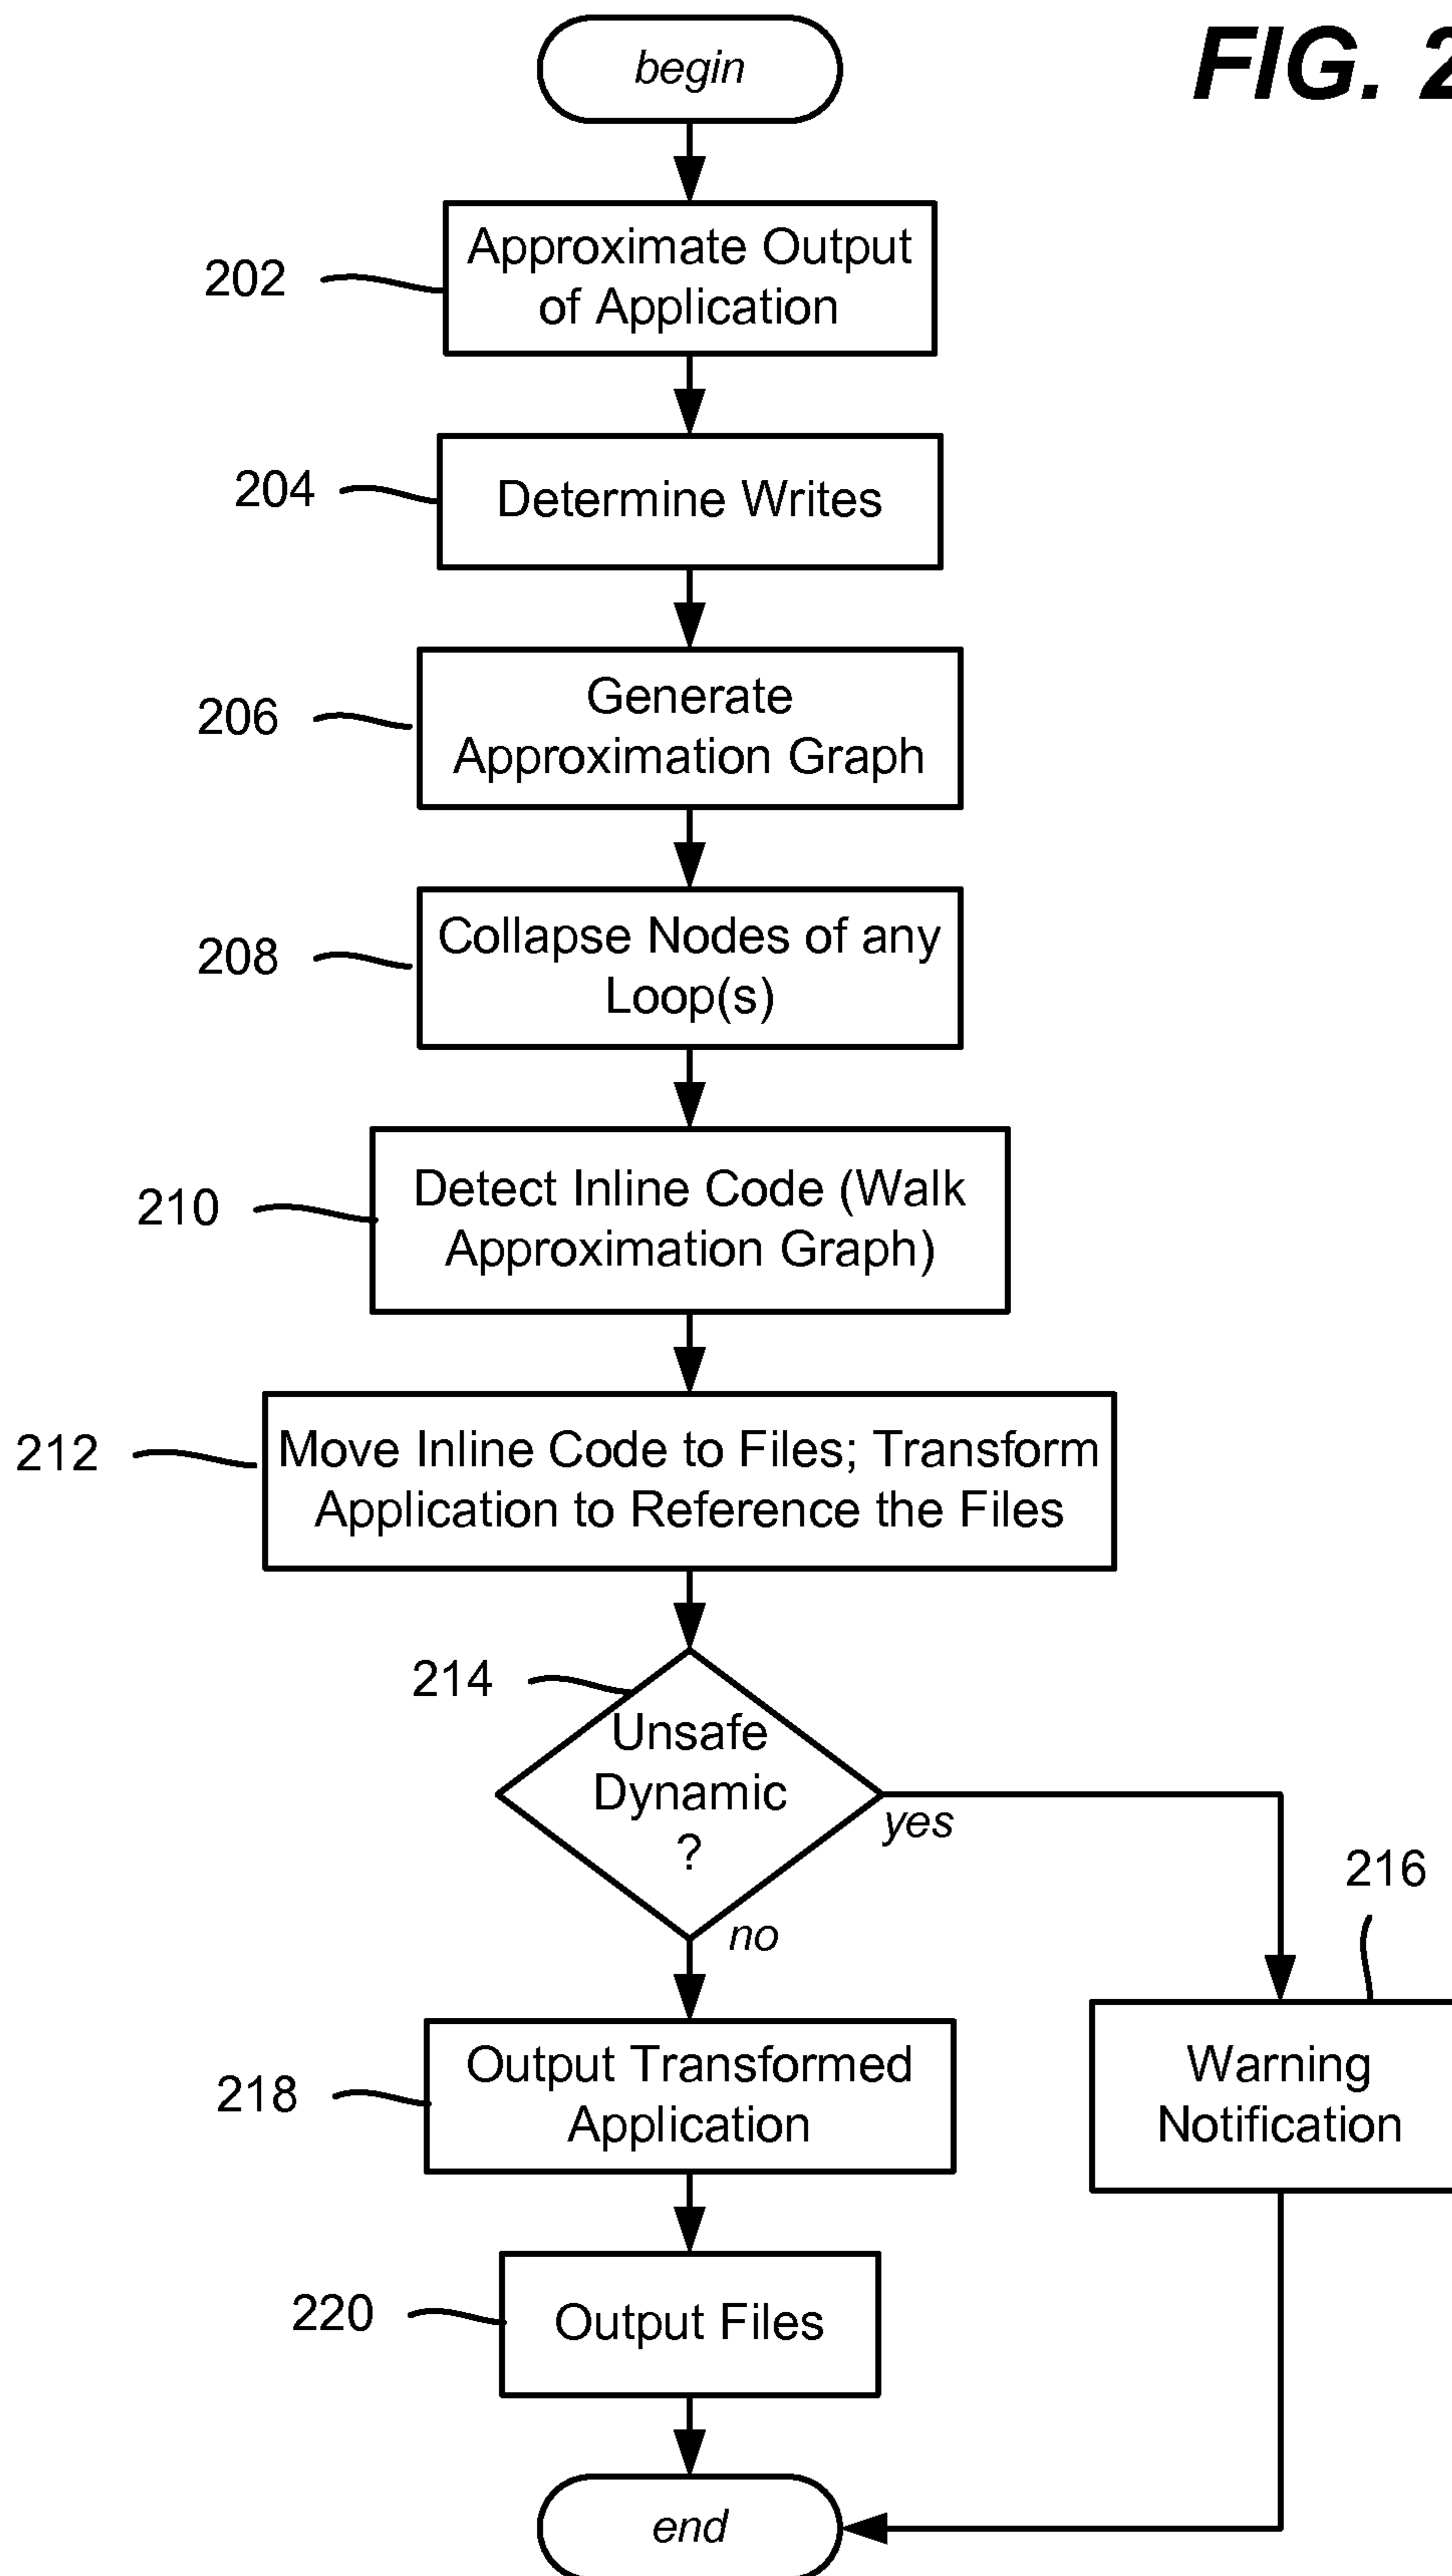 FIG. 2
begin
202
Approximate Output
of Application
204
Determine Writes
206
Generate
Approximation Graph
208
Collapse Nodes of any
Loop(s)
210
Detect Inline Code (Walk
Approximation Graph)
212
Move Inline Code to Files; Transform
Application to Reference the Files
214
Unsafe
Dynamic
?
yes
no
216
Warning
Notification
218
Output Transformed
Application
220
Output Files
end